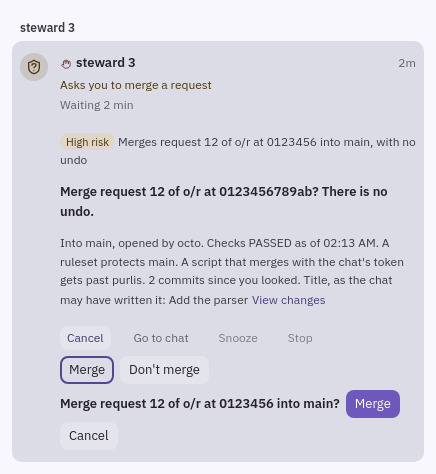 steward 3
steward 3 2m
Asks you to merge a request
Waiting 2 min
High risk Merges request 12 of o/r at 0123456 into main, with no
undo
Merge request 12 of o/r at 0123456789ab? There is no
undo.
Into main, opened by octo. Checks PASSED as of 02:13 AM. A
ruleset protects main. A script that merges with the chat's token
gets past purlis. 2 commits since you looked. Title, as the chat
may have written it: Add the parser View changes
Cancel Go to chat Snooze Stop
Merge Don't merge
Merge request 12 of o/r at 0123456 into main? Merge
Cancel